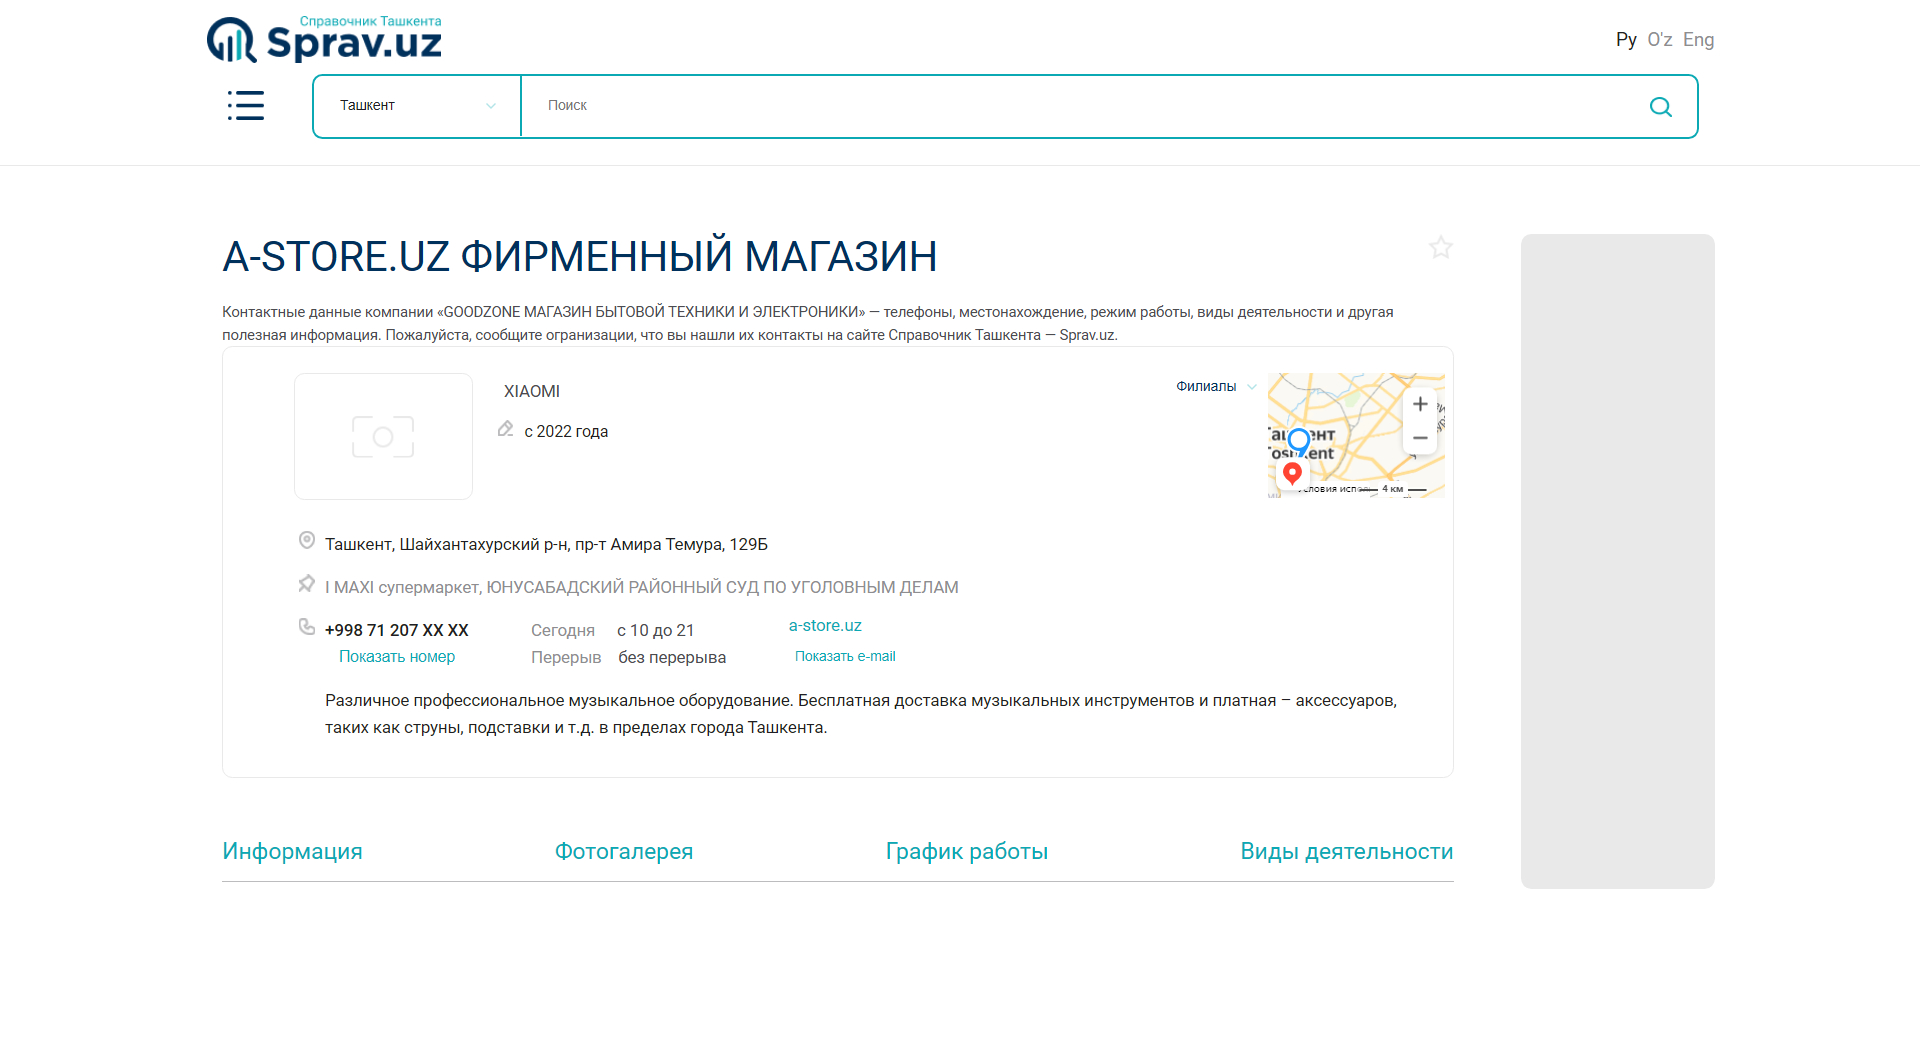 Справочник Ташкента
Sprav.uz
Ру O'z Eng
Ташкент
Поиск
A-STORE.UZ ФИРМЕННЫЙ МАГАЗИН
Контактные данные компании «GOODZONE МАГАЗИН БЫТОВОЙ ТЕХНИКИ И ЭЛЕКТРОНИКИ» — телефоны, местонахождение, режим работы, виды деятельности и другая
полезная информация. Пожалуйста, сообщите огранизации, что вы нашли их контакты на сайте Справочник Ташкента — Sprav.uz.
XIAOMI
с 2022 года
Филиалы
4 км
Ташкент, Шайхантахурский р-н, пр-т Амира Темура, 129Б
I MAXI супермаркет, ЮНУСАБАДСКИЙ РАЙОННЫЙ СУД ПО УГОЛОВНЫМ ДЕЛАМ
+998 71 207 XX XX
Показать номер
Сегодня с 10 до 21
Перерыв без перерыва
a-store.uz
Показать e-mail
Различное профессиональное музыкальное оборудование. Бесплатная доставка музыкальных инструментов и платная – аксессуаров,
таких как струны, подставки и т.д. в пределах города Ташкента.
Информация
Фотогалерея
График работы
Виды деятельности